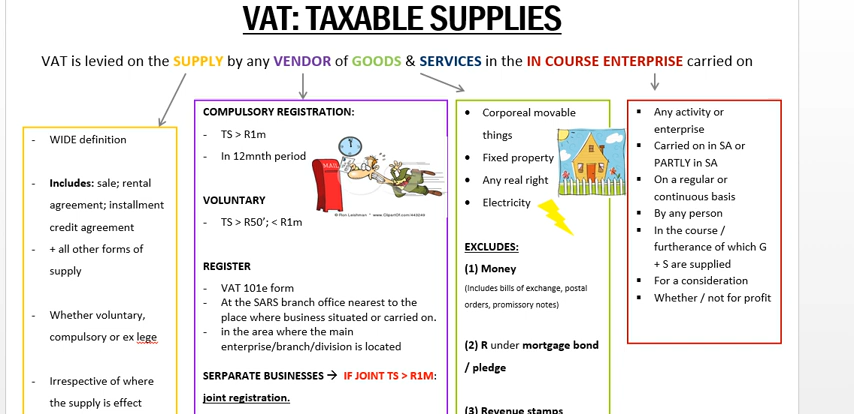 VAT: TAXABLE SUPPLIES
VAT is levied on the SUPPLY by any VENDOR of GOODS & SERVICES in the IN COURSE ENTERPRISE carried on
- WIDE definition
- Includes: sale; rental
agreement; installment
credit agreement
- + all other forms of
supply
- Whether voluntary,
compulsory or ex lege
- Irrespective of where
the supply is effect
COMPULSORY REGISTRATION:
- TS > R1m
- In 12mnth period
VOLUNTARY
- TS > R50'; < R1m
REGISTER
- VAT 101e form
- At the SARS branch office nearest to the
place where business situated or carried on.
- in the area where the main
enterprise/branch/division is located
SERPARATE BUSINESSES → IF JOINT TS > R1M:
joint registration.
MAIL
© Ron Leishman * www.ClipartOf.com/443249
• Corporeal movable
things
• Fixed property
• Any real right
• Electricity
EXCLUDES:
(1) Money
(Includes bills of exchange, postal
orders, promissory notes)
(2) R under mortgage bond
/ pledge
(3) Revenue stamps
▪ Any activity or
enterprise
▪ Carried on in SA or
PARTLY in SA
▪ On a regular or
continuous basis
▪ By any person
▪ In the course /
furtherance of which G
+ S are supplied
▪ For a consideration
▪ Whether / not for profit